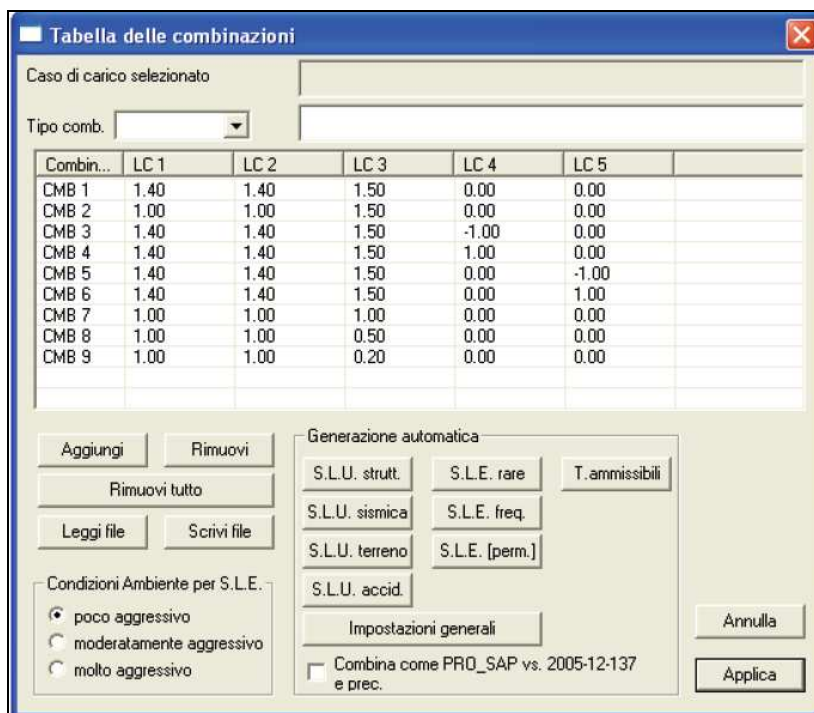 Tabella delle combinazioni
Caso di carico selezionato
Tipo comb.
Combin... LC 1 LC 2 LC 3 LC 4 LC 5
CMB 1 1.40 1.40 1.50 0.00 0.00
CMB 2 1.00 1.00 1.50 0.00 0.00
CMB 3 1.40 1.40 1.50 -1.00 0.00
CMB 4 1.40 1.40 1.50 1.00 0.00
CMB 5 1.40 1.40 1.50 0.00 -1.00
CMB 6 1.40 1.40 1.50 0.00 1.00
CMB 7 1.00 1.00 1.00 0.00 0.00
CMB 8 1.00 1.00 0.50 0.00 0.00
CMB 9 1.00 1.00 0.20 0.00 0.00
Aggiungi Rimuovi
Rimuovi tutto
Leggi file Scrivi file
Condizioni Ambiente per S.L.E.
poco aggressivo
moderatamente aggressivo
molto aggressivo
Generazione automatica
S.L.U. strutt. S.L.E. rare T.ammissibili
S.L.U. sismica S.L.E. freq.
S.L.U. terreno S.L.E. [perm.]
S.L.U. accid.
Impostazioni generali
Combina come PRO_SAP vs. 2005-12-137
e prec.
Annulla
Applica